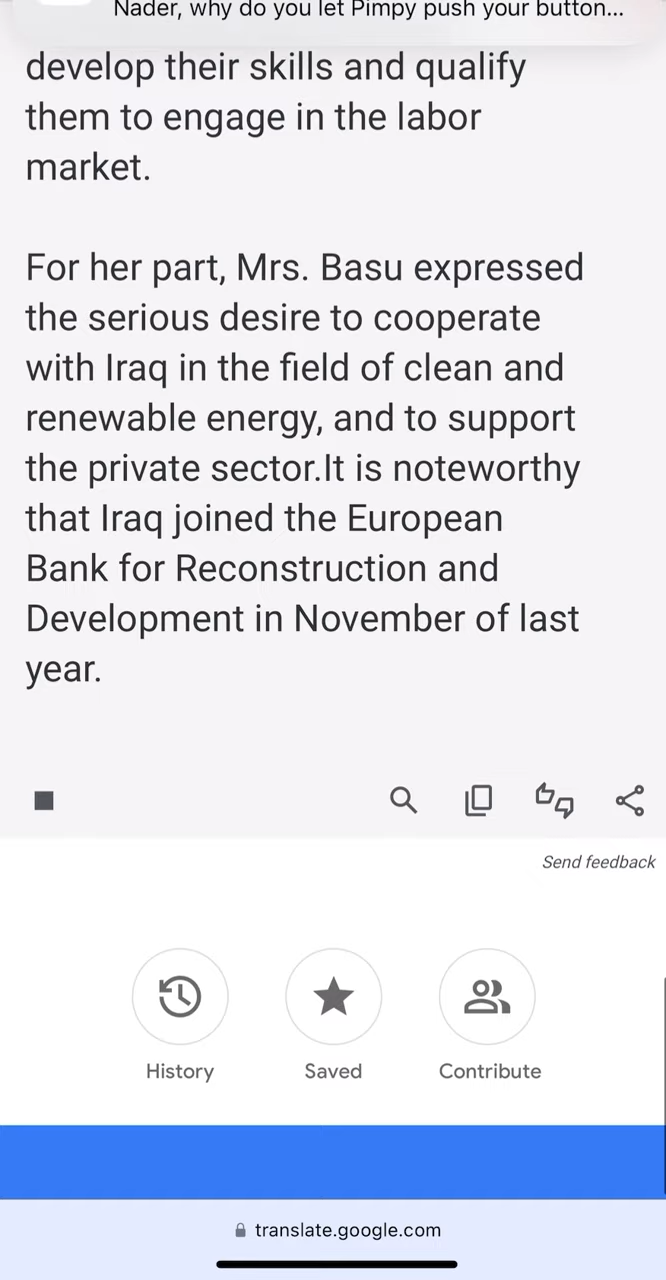 Nader, why do you let Pimpy push your button...
develop their skills and qualify
them to engage in the labor
market.
For her part, Mrs. Basu expressed
the serious desire to cooperate
with Iraq in the field of clean and
renewable energy, and to support
the private sector.It is noteworthy
that Iraq joined the European
Bank for Reconstruction and
Development in November of last
year.
Send feedback
History
Saved
Contribute
translate.google.com